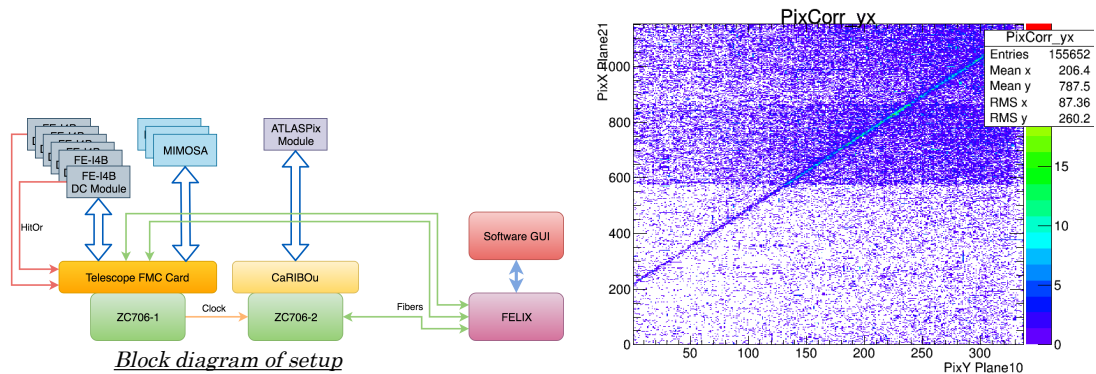 FE-I4B
FE-I4B
FE-I4B
DC Module
MIMOSA
ATLASPix
Module
HitOr
Telescope FMC Card
CaRIBOu
ZC706-1
Clock
ZC706-2
Fibers
Software GUI
FELIX
Block diagram of setup
PixCorr_yx
PixX Plane21
1000
800
600
400
200
0
50
100
150
200
250
300
PixY Plane10
PixCorr_yx
Entries 155652
Mean x 206.4
Mean y 787.5
RMS x 87.36
RMS y 260.2
15
10
5
0